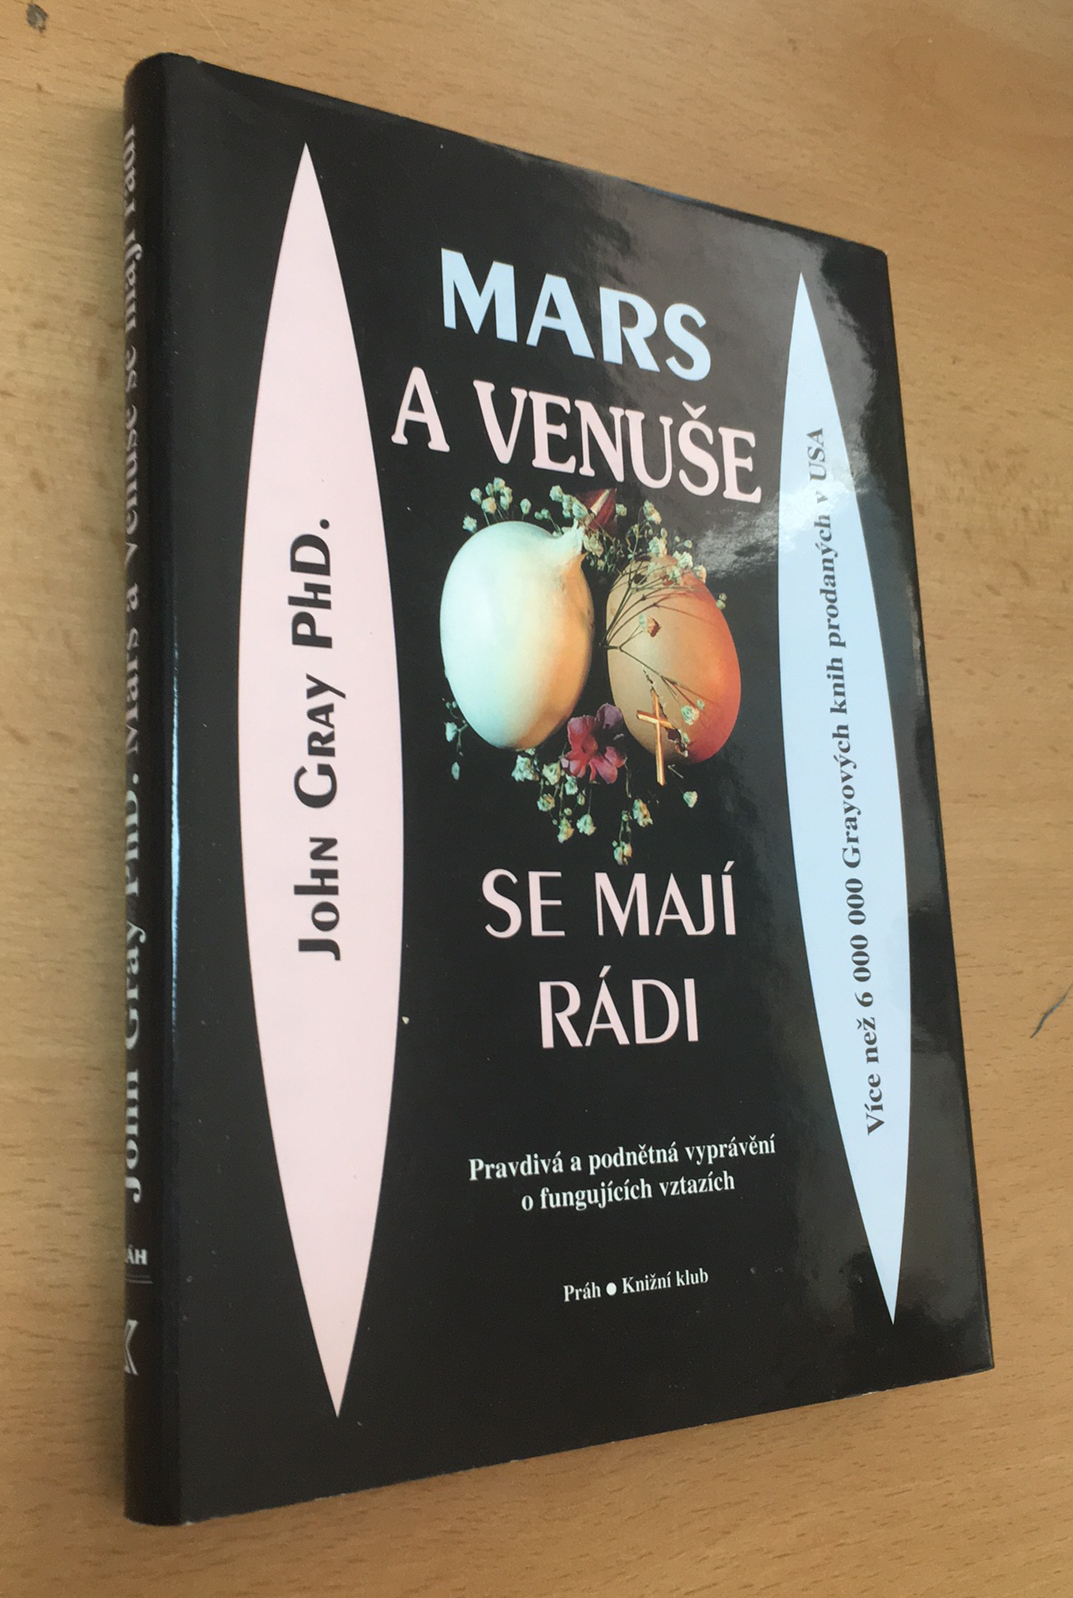 John Gray PhD. Mars a Venuše se mají rádi
JOHN GRAY PHD.
MARS
A VENUŠE
SE MAJÍ
RÁDI
Pravdivá a podnětná vyprávění
o fungujících vztazích
Práh ● Knižní klub
Více než 6 000 000 Grayových knih prodaných v USA